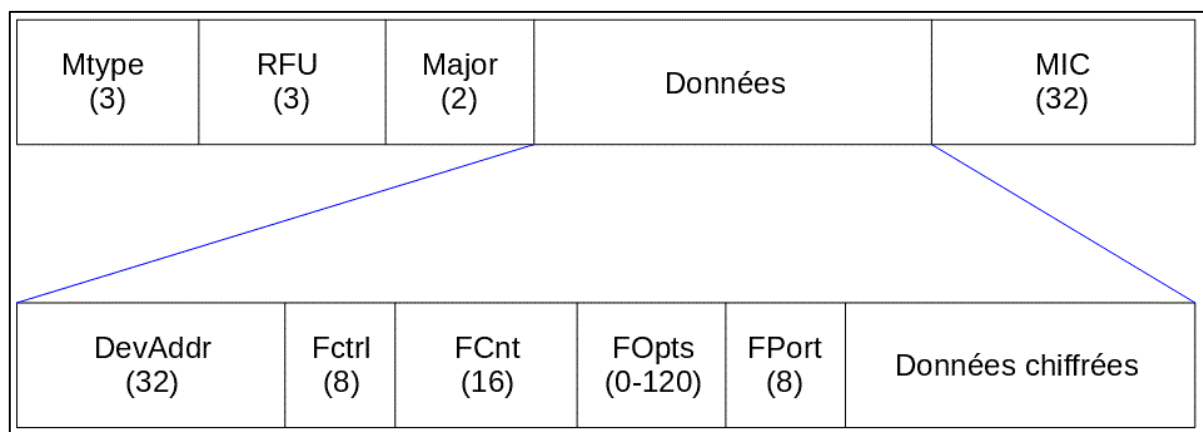 Mtype
(3)
RFU
(3)
Major
(2)
Données
MIC
(32)
DevAddr
(32)
Fctrl
(8)
FCnt
(16)
FOpts
(0-120)
FPort
(8)
Données chiffrées